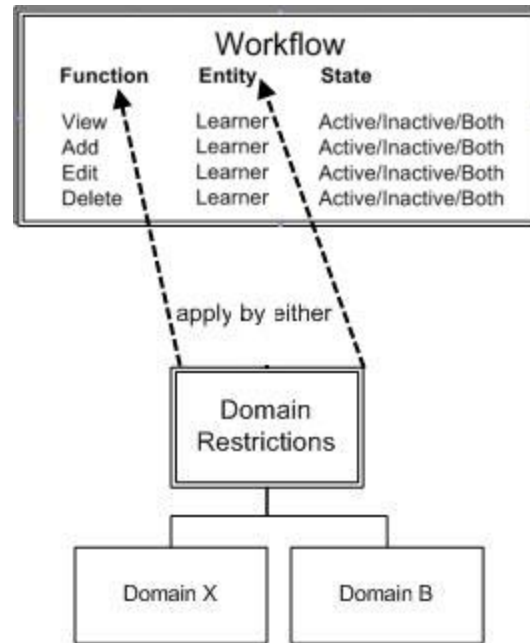 Workflow
Function Entity State
View Learner Active/Inactive/Both
Add Learner Active/Inactive/Both
Edit Learner Active/Inactive/Both
Delete Learner Active/Inactive/Both
apply by either
Domain
Restrictions
Domain X Domain B